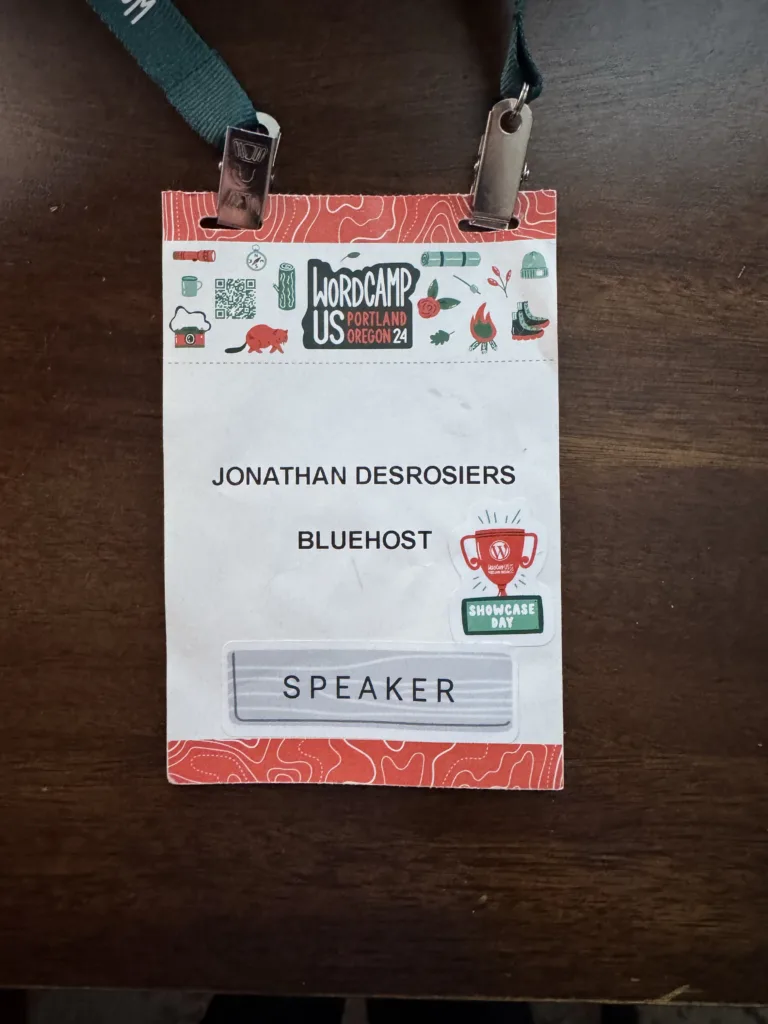 WORDCAMP
US PORTLAND
OREGON 24
JONATHAN DESROSIERS
BLUEHOST
SHOWCASE
DAY
SPEAKER